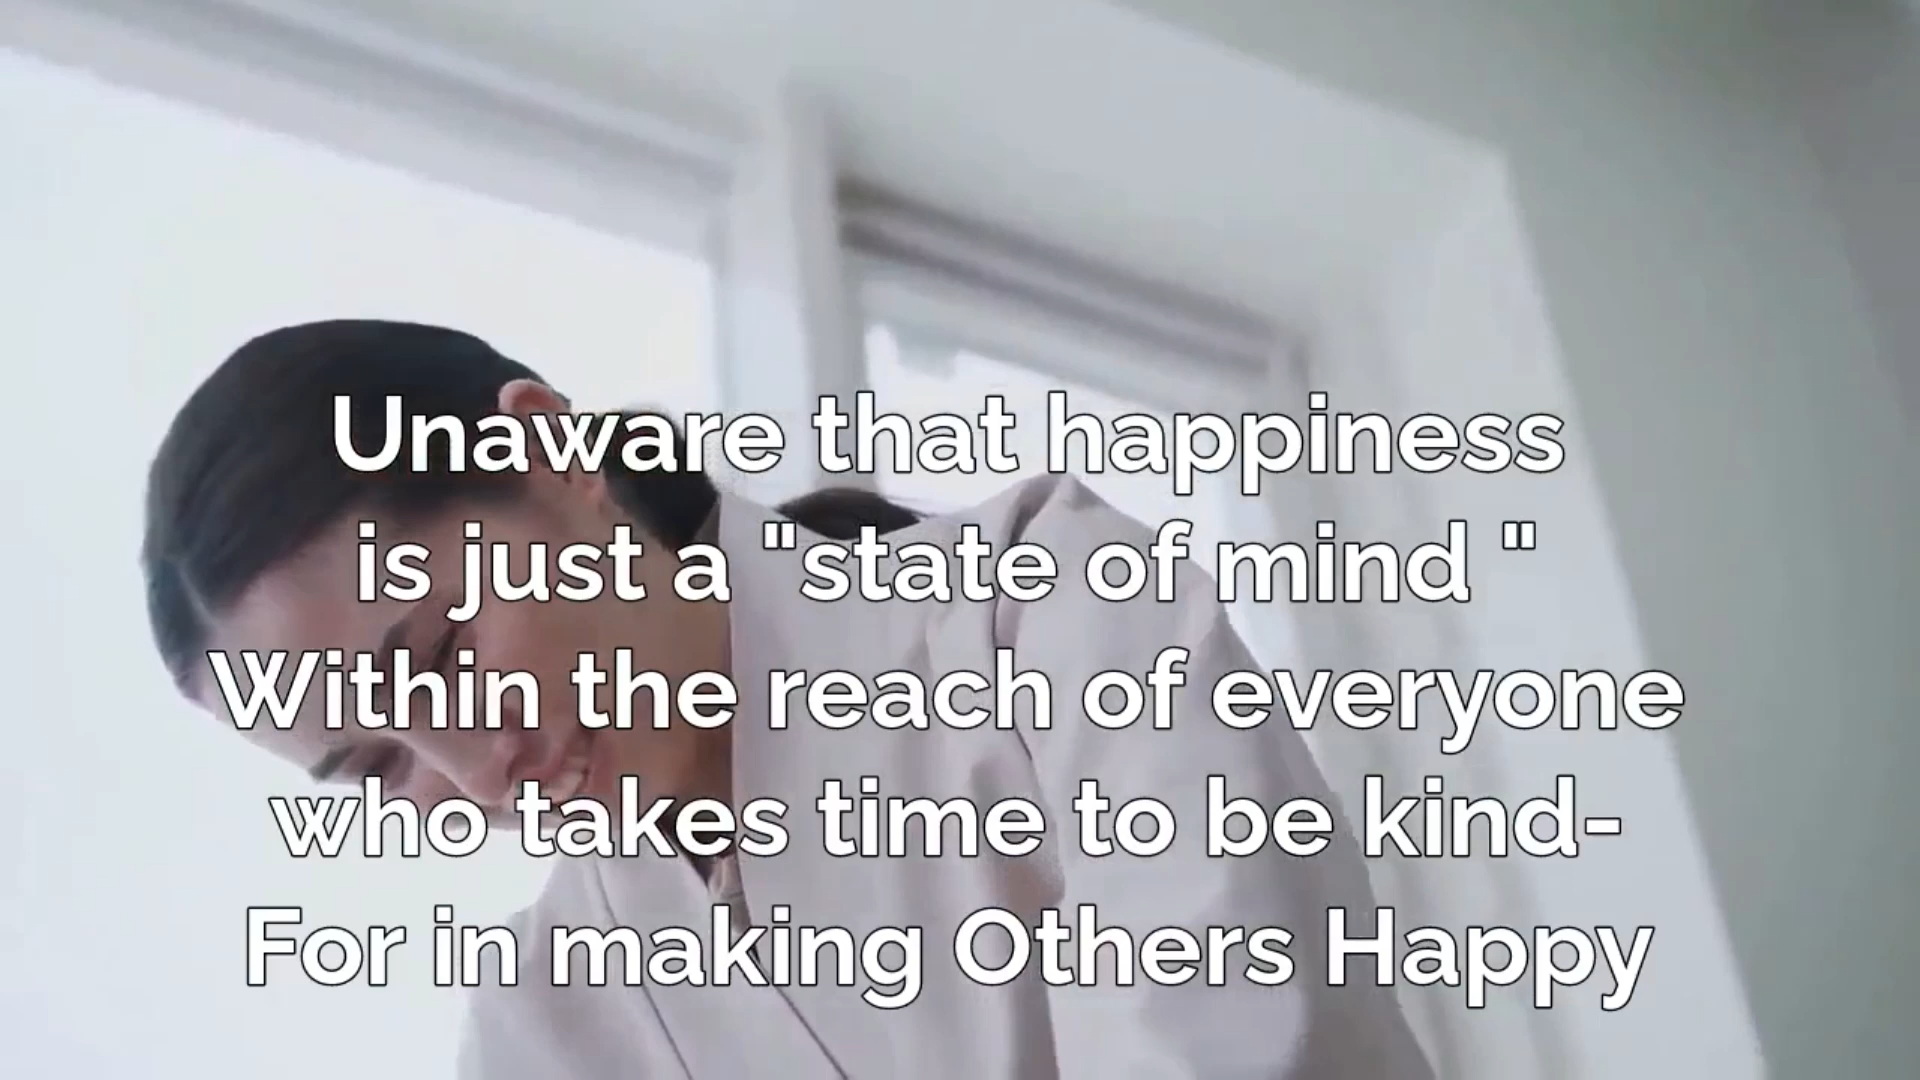 Unaware that happiness
is just a "state of mind "
Within the reach of everyone
who takes time to be kind-
For in making Others Happy